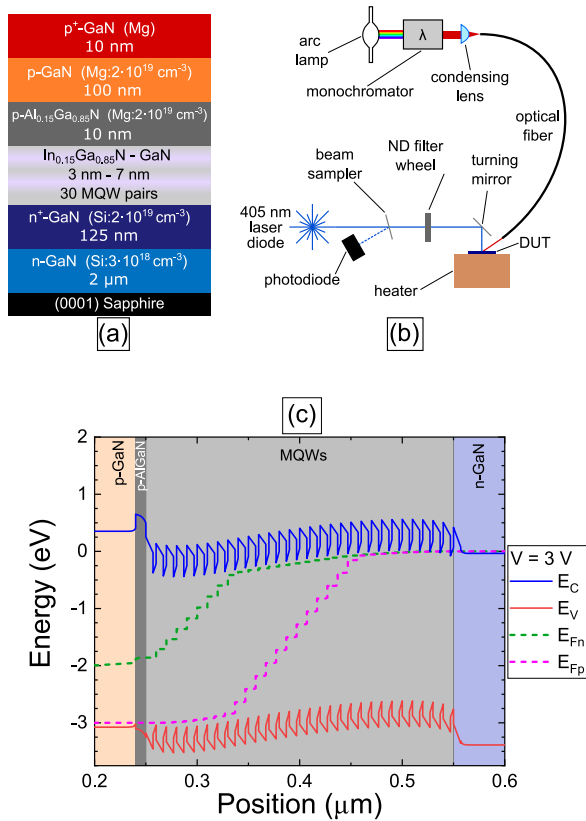 p⁺-GaN (Mg)
10 nm
p-GaN (Mg:2·10¹⁹ cm⁻³)
100 nm
p-Al₀.₁₅Ga₀.₈₅N (Mg:2·10¹⁹ cm⁻³)
10 nm
In₀.₁₅Ga₀.₈₅N - GaN
3 nm - 7 nm
30 MQW pairs
n⁺-GaN (Si:2·10¹⁹ cm⁻³)
125 nm
n-GaN (Si:3·10¹⁸ cm⁻³)
2 μm
(0001) Sapphire
(a)
arc
lamp
λ
monochromator
condensing
lens
optical
fiber
beam
sampler
ND filter
wheel
turning
mirror
405 nm
laser
diode
photodiode
DUT
heater
(b)
(c)
p-GaN
p-AlGaN
MQWs
n-GaN
2
1
0
-1
-2
-3
Energy (eV)
0.2
0.3
0.4
0.5
0.6
Position (μm)
V = 3 V
E_C
E_V
E_Fn
E_Fp